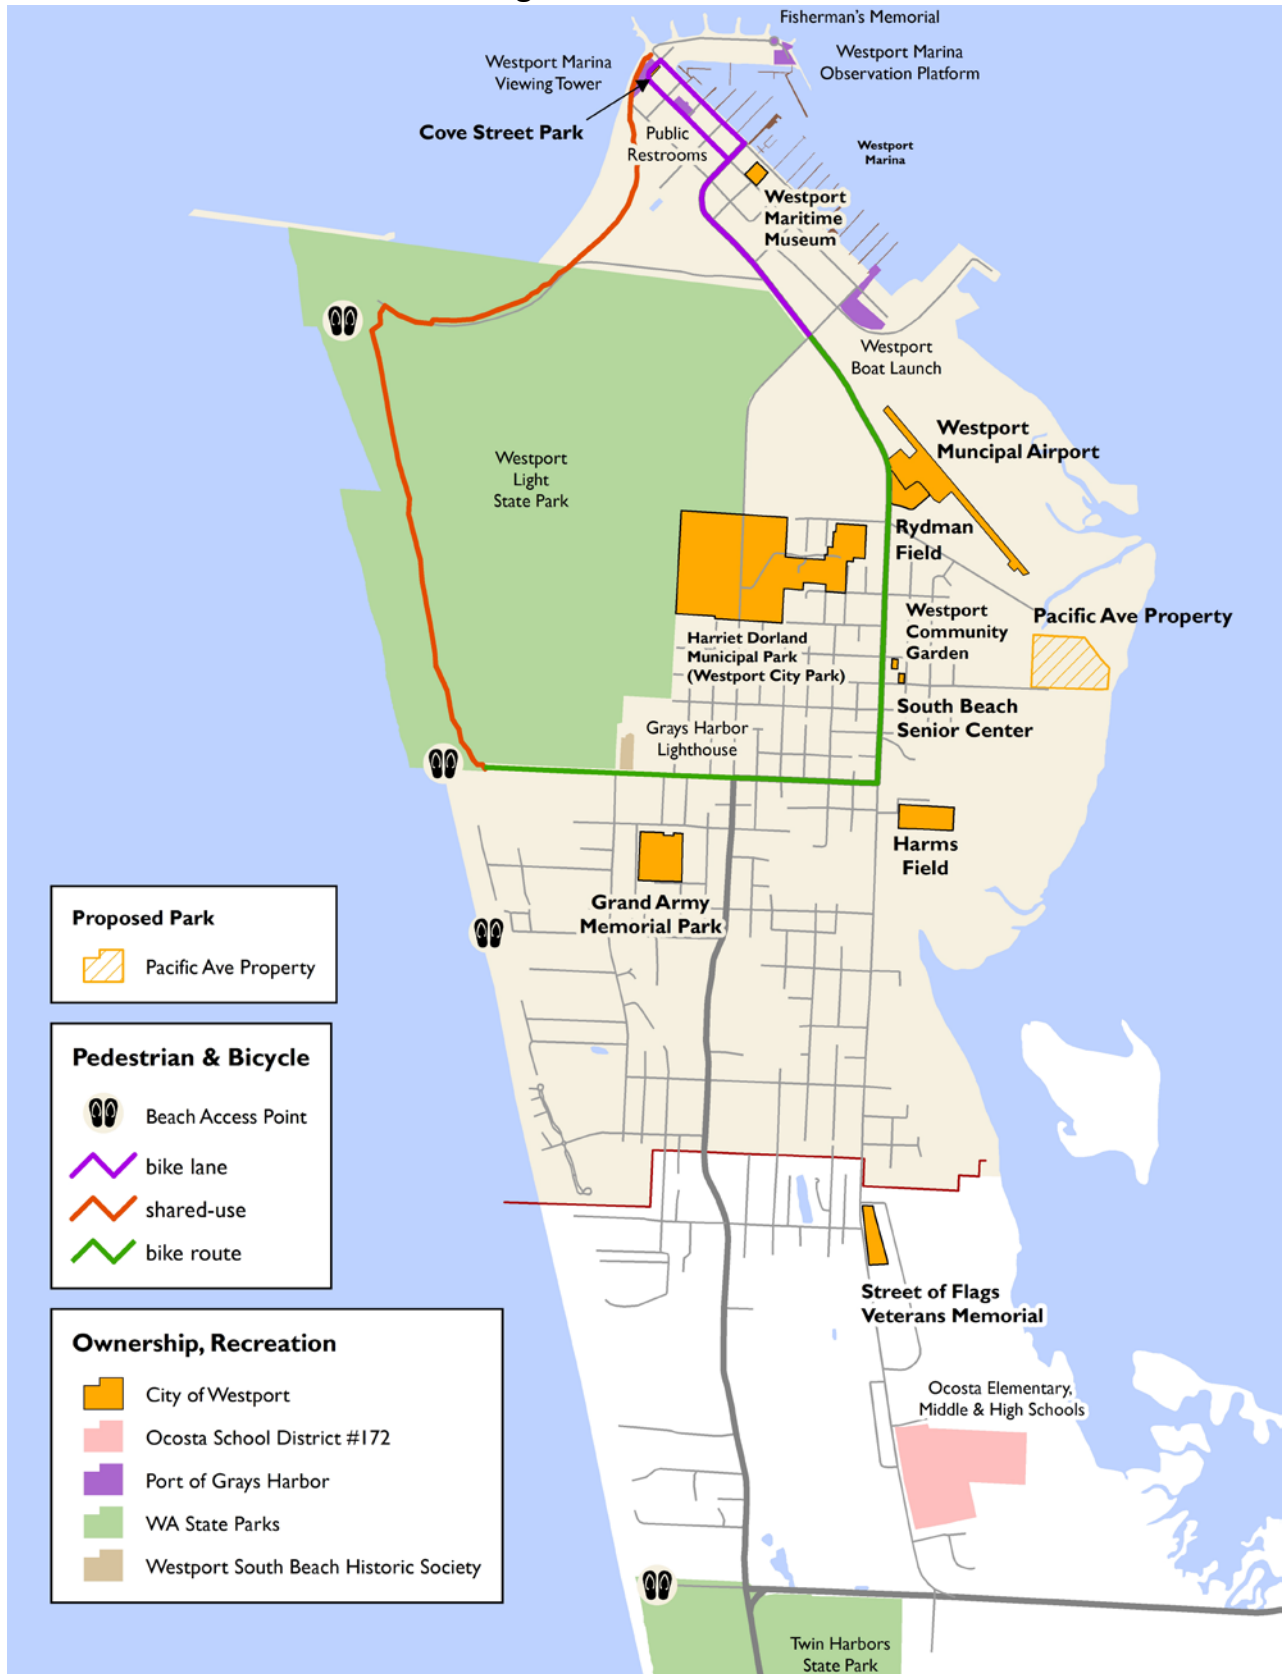 Fisherman's Memorial
Westport Marina
Viewing Tower
Westport Marina
Observation Platform
Cove Street Park
Public
Restrooms
Westport
Marina
Westport
Maritime
Museum
Westport
Boat Launch
Westport
Muncipal Airport
Westport
Light
State Park
Rydman
Field
Westport
Community
Garden
Pacific Ave Property
Harriet Dorland
Municipal Park
(Westport City Park)
South Beach
Senior Center
Grays Harbor
Lighthouse
Harms
Field
Grand Army
Memorial Park
Proposed Park
Pacific Ave Property
Pedestrian & Bicycle
Beach Access Point
bike lane
shared-use
bike route
Street of Flags
Veterans Memorial
Ownership, Recreation
City of Westport
Ocosta School District #172
Port of Grays Harbor
WA State Parks
Westport South Beach Historic Society
Ocosta Elementary,
Middle & High Schools
Twin Harbors
State Park